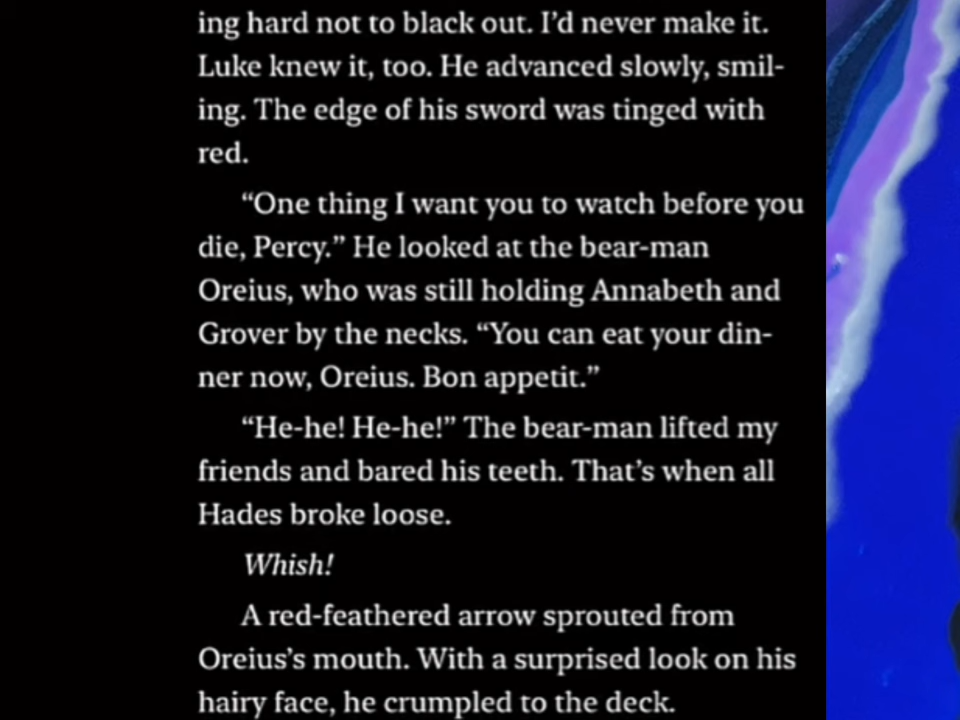 ing hard not to black out. I’d never make it.
Luke knew it, too. He advanced slowly, smil-
ing. The edge of his sword was tinged with
red.
“One thing I want you to watch before you
die, Percy.” He looked at the bear-man
Oreius, who was still holding Annabeth and
Grover by the necks. “You can eat your din-
ner now, Oreius. Bon appetit.”
“He-he! He-he!” The bear-man lifted my
friends and bared his teeth. That’s when all
Hades broke loose.
Whish!
A red-feathered arrow sprouted from
Oreius’s mouth. With a surprised look on his
hairy face, he crumpled to the deck.